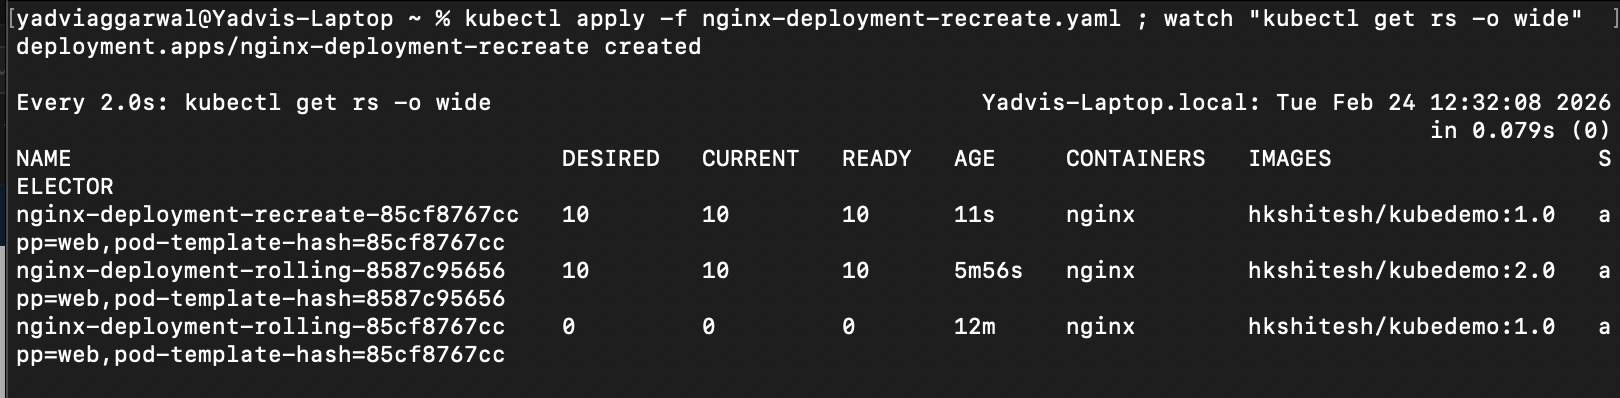 [yadviaggarwal@Yadvis-Laptop ~ % kubectl apply -f nginx-deployment-recreate.yaml ; watch "kubectl get rs -o wide" ]
deployment.apps/nginx-deployment-recreate created
Every 2.0s: kubectl get rs -o wide Yadvis-Laptop.local: Tue Feb 24 12:32:08 2026
in 0.079s (0)
NAME DESIRED CURRENT READY AGE CONTAINERS IMAGES S
ELECTOR
nginx-deployment-recreate-85cf8767cc 10 10 10 11s nginx hkshitesh/kubedemo:1.0 a
pp=web,pod-template-hash=85cf8767cc
nginx-deployment-rolling-8587c95656 10 10 10 5m56s nginx hkshitesh/kubedemo:2.0 a
pp=web,pod-template-hash=8587c95656
nginx-deployment-rolling-85cf8767cc 0 0 0 12m nginx hkshitesh/kubedemo:1.0 a
pp=web,pod-template-hash=85cf8767cc